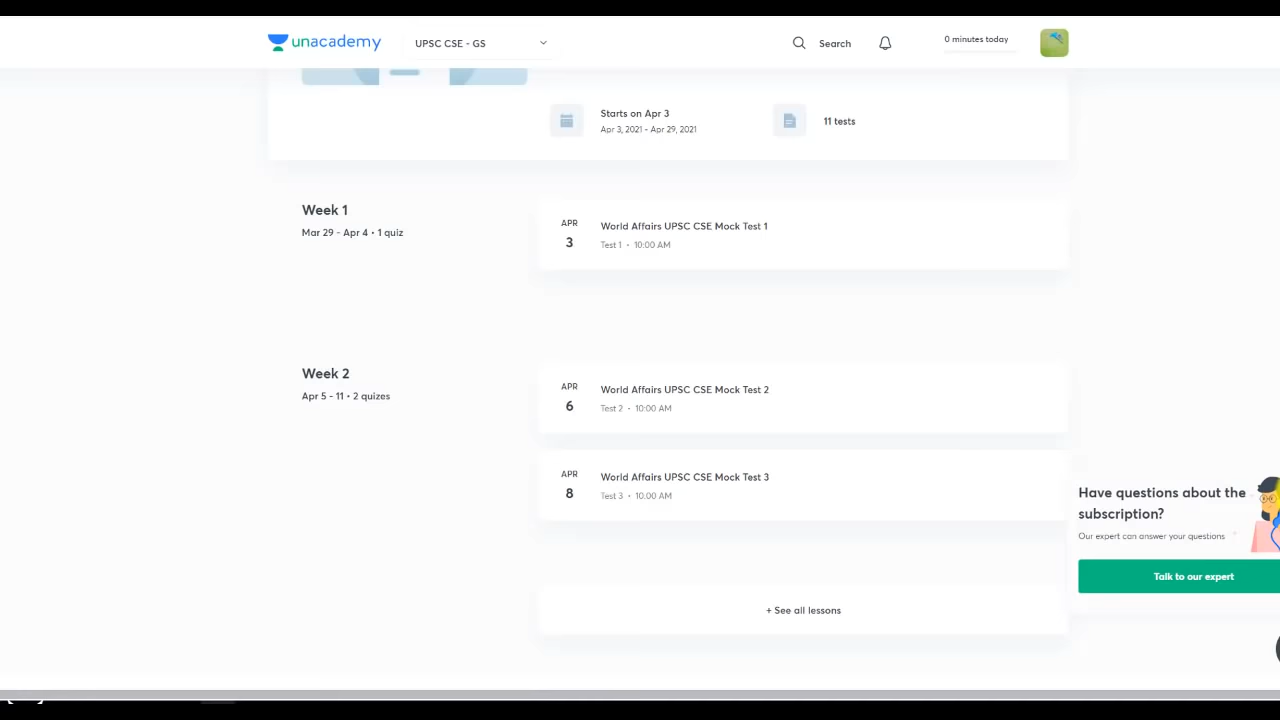 unacademy
UPSC CSE - GS
Search
0 minutes today
Starts on Apr 3
Apr 3, 2021 - Apr 29, 2021
11 tests
Week 1
Mar 29 - Apr 4 • 1 quiz
APR
3
World Affairs UPSC CSE Mock Test 1
Test 1 • 10:00 AM
Week 2
Apr 5 - 11 • 2 quizes
APR
6
World Affairs UPSC CSE Mock Test 2
Test 2 • 10:00 AM
APR
8
World Affairs UPSC CSE Mock Test 3
Test 3 • 10:00 AM
Have questions about the
subscription?
Our expert can answer your questions
Talk to our expert
+ See all lessons